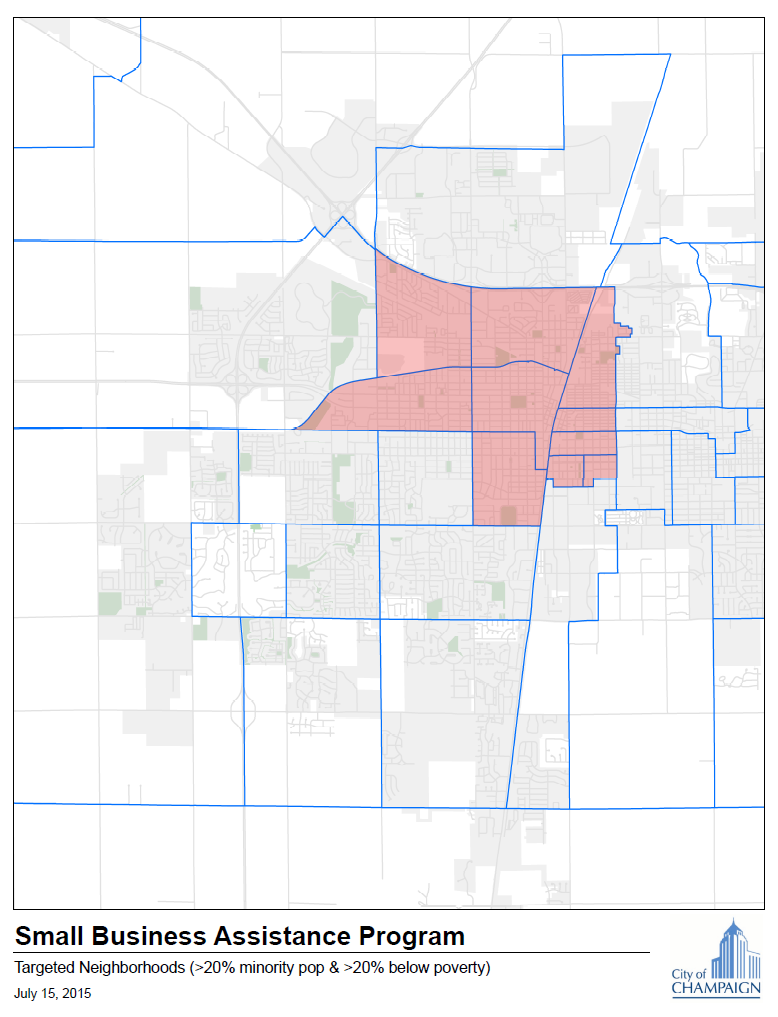 Small Business Assistance Program
Targeted Neighborhoods (>20% minority pop & >20% below poverty)
July 15, 2015
City of
CHAMPAIGN